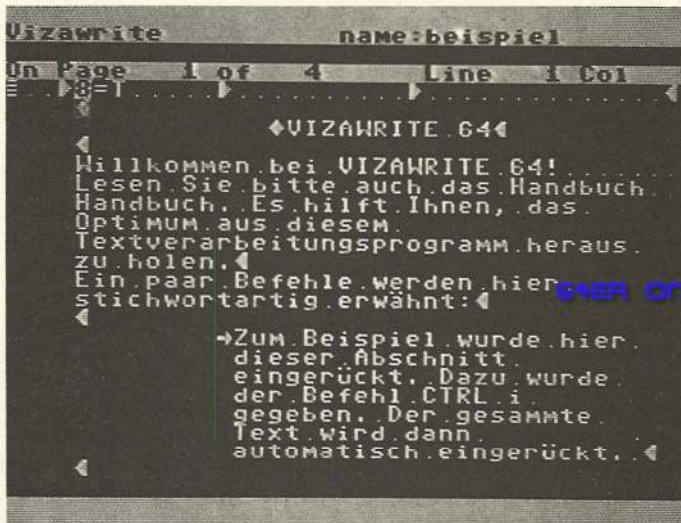 Vizawrite name:beispiel
On Page 1 of 4 Line 1 Col
8=T
VIZAWRITE.64
Willkommen.bei.VIZAWRITE.64!
Lesen.Sie.bitte.auch.das.Handbuch.
Handbuch..Es.hilft.Ihnen,.das.
Optimum.aus.diesem.
Textverarbeitungsprogramm.heraus.
zu.holen.
Ein.paar.Befehle.werden.hier.
stichwortartig.erwähnt:
64ER ON
Zum.Beispiel.wurde.hier.
dieser.Abschnitt.
eingerückt..Dazu.wurde.
der.Befehl.CTRL.i.
gegeben..Der.gesammte.
Text.wird.dann.
automatisch.eingerückt..